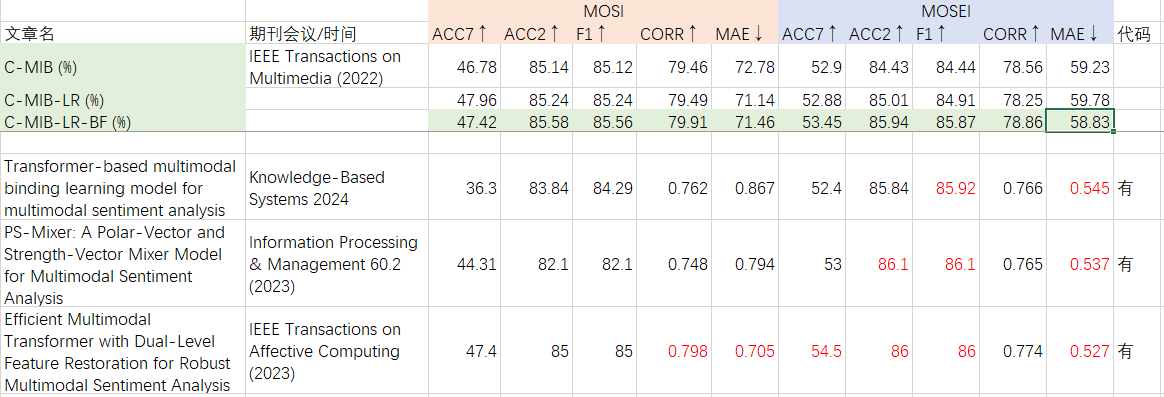 MOSI MOSEI
文章名 期刊会议/时间 ACC7↑ ACC2↑ F1↑ CORR↑ MAE↓ ACC7↑ ACC2↑ F1↑ CORR↑ MAE↓ 代码
C-MIB (%) IEEE Transactions on 46.78 85.14 85.12 79.46 72.78 52.9 84.43 84.44 78.56 59.23
Multimedia (2022)
C-MIB-LR (%) 47.96 85.24 85.24 79.49 71.14 52.88 85.01 84.91 78.25 59.78
C-MIB-LR-BF (%) 47.42 85.58 85.56 79.91 71.46 53.45 85.94 85.87 78.86 58.83
Transformer-based multimodal
binding learning model for
multimodal sentiment analysis
Knowledge-Based
Systems 2024
36.3 83.84 84.29 0.762 0.867 52.4 85.84 85.92 0.766 0.545 有
PS-Mixer: A Polar-Vector and
Strength-Vector Mixer Model
for Multimodal Sentiment
Analysis
Information Processing
& Management 60.2
(2023)
44.31 82.1 82.1 0.748 0.794 53 86.1 86.1 0.765 0.537 有
Efficient Multimodal
Transformer with Dual-Level
Feature Restoration for Robust
Multimodal Sentiment Analysis
IEEE Transactions on
Affective Computing
(2023)
47.4 85 85 0.798 0.705 54.5 86 86 0.774 0.527 有